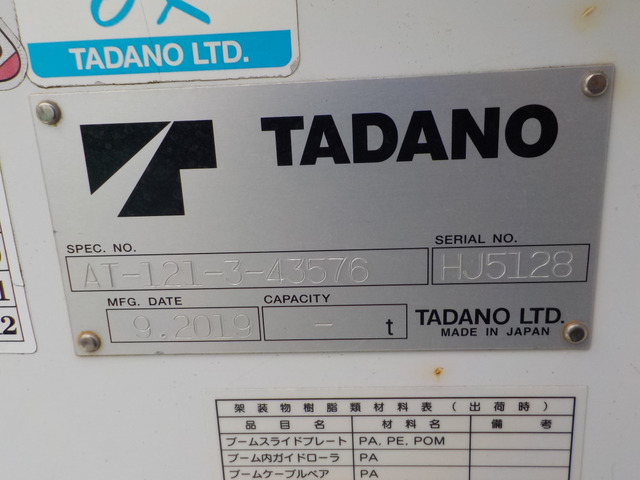 TADANO LTD.
TADANO
SPEC. NO.
SERIAL NO.
AT-121-3-43576
HJ5128
MFG. DATE
CAPACITY
9.2019
- t
TADANO LTD.
MADE IN JAPAN
架装物樹脂類材料表(出荷時)
品目名 材料名 備考
ブームスライドプレート PA, PE, POM
ブーム内ガイドローラ PA
ブームケーブルベア PA